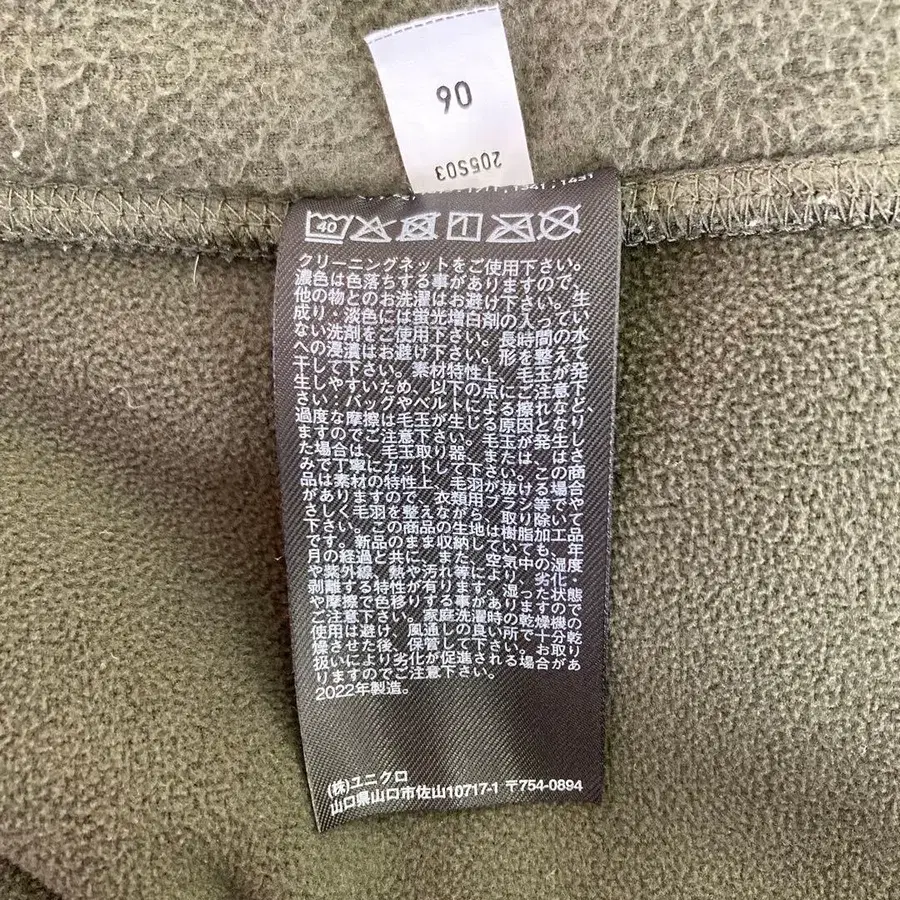 06
205S03
40
クリーニングネットをご使用下さい。
濃色は色落ちする事がありますので、
他の物とのお洗濯はお避け下さい。生
成り・淡色には蛍光増白剤の入ってい
ない洗剤をご使用下さい。長時間の水
への浸漬はお避け下さい。形を整えて
干して下さい。素材特性上、毛玉が発
生しやすいため、以下の点にご注意下
さい：バッグやベルトによる擦れなど、
過度な摩擦は毛玉が生じる原因となり
ますのでご注意下さい。毛玉が発生し
た場合は、毛玉取り器、または、はさ
みで丁寧にカットして下さい。この商
品は素材の特性上、毛羽が抜ける場合
がありますので、衣類用ブラシ等でや
さしく毛羽を整えながら、取り除いて
下さい。この商品の生地は樹脂加工品
です。新品のまま収納していても、年
月の経過と共に、また、空気中の湿度
や紫外線、熱や汚れ等により、劣化・
剥離する特性が有ります。湿った状態
や摩擦で色移りする事がありますので
ご注意下さい。家庭洗濯時の乾燥機の
使用は避け、風通しの良い所で十分乾
燥させた後、保管して下さい。お取り
扱いにより劣化が促進される場合があ
りますのでご注意下さい。
2022年製造。
(株)ユニクロ
山口県山口市佐山10717-1 〒754-0894